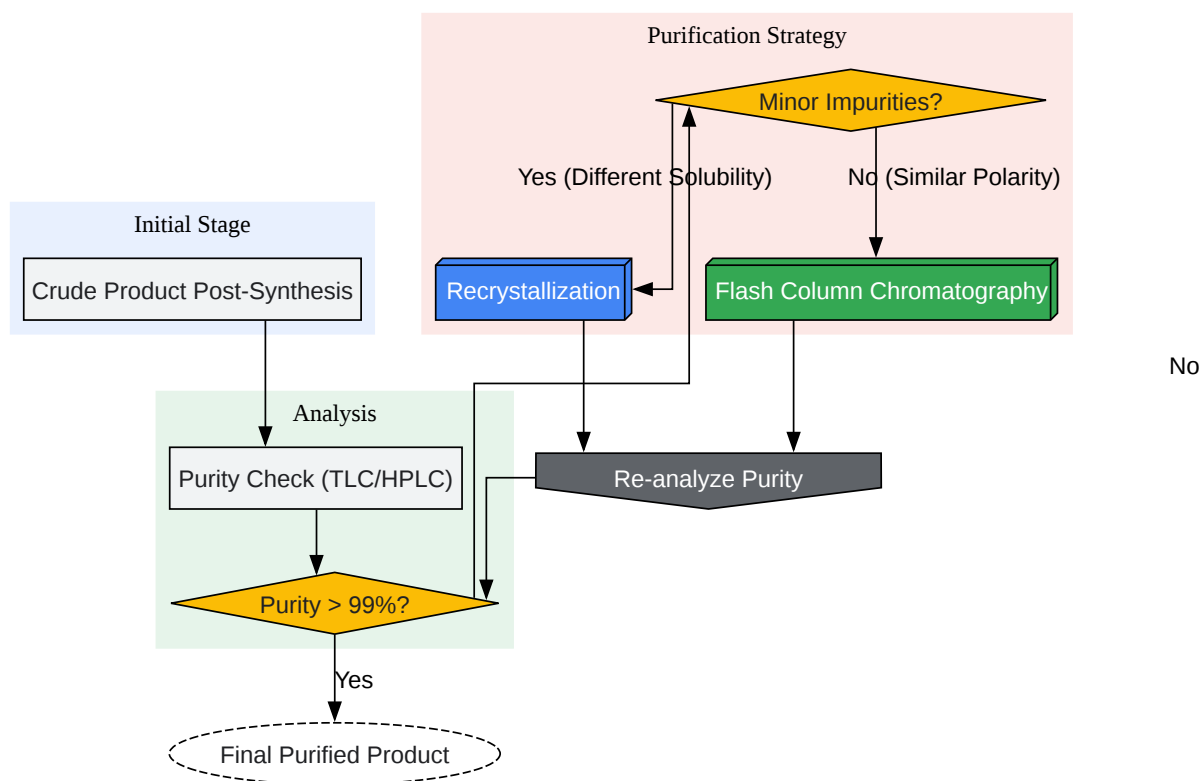 Purification Strategy
Minor Impurities?
Yes (Different Solubility)
No (Similar Polarity)
Initial Stage
Crude Product Post-Synthesis
Recrystallization
Flash Column Chromatography
No
Analysis
Purity Check (TLC/HPLC)
Re-analyze Purity
Purity > 99%?
Yes
Final Purified Product